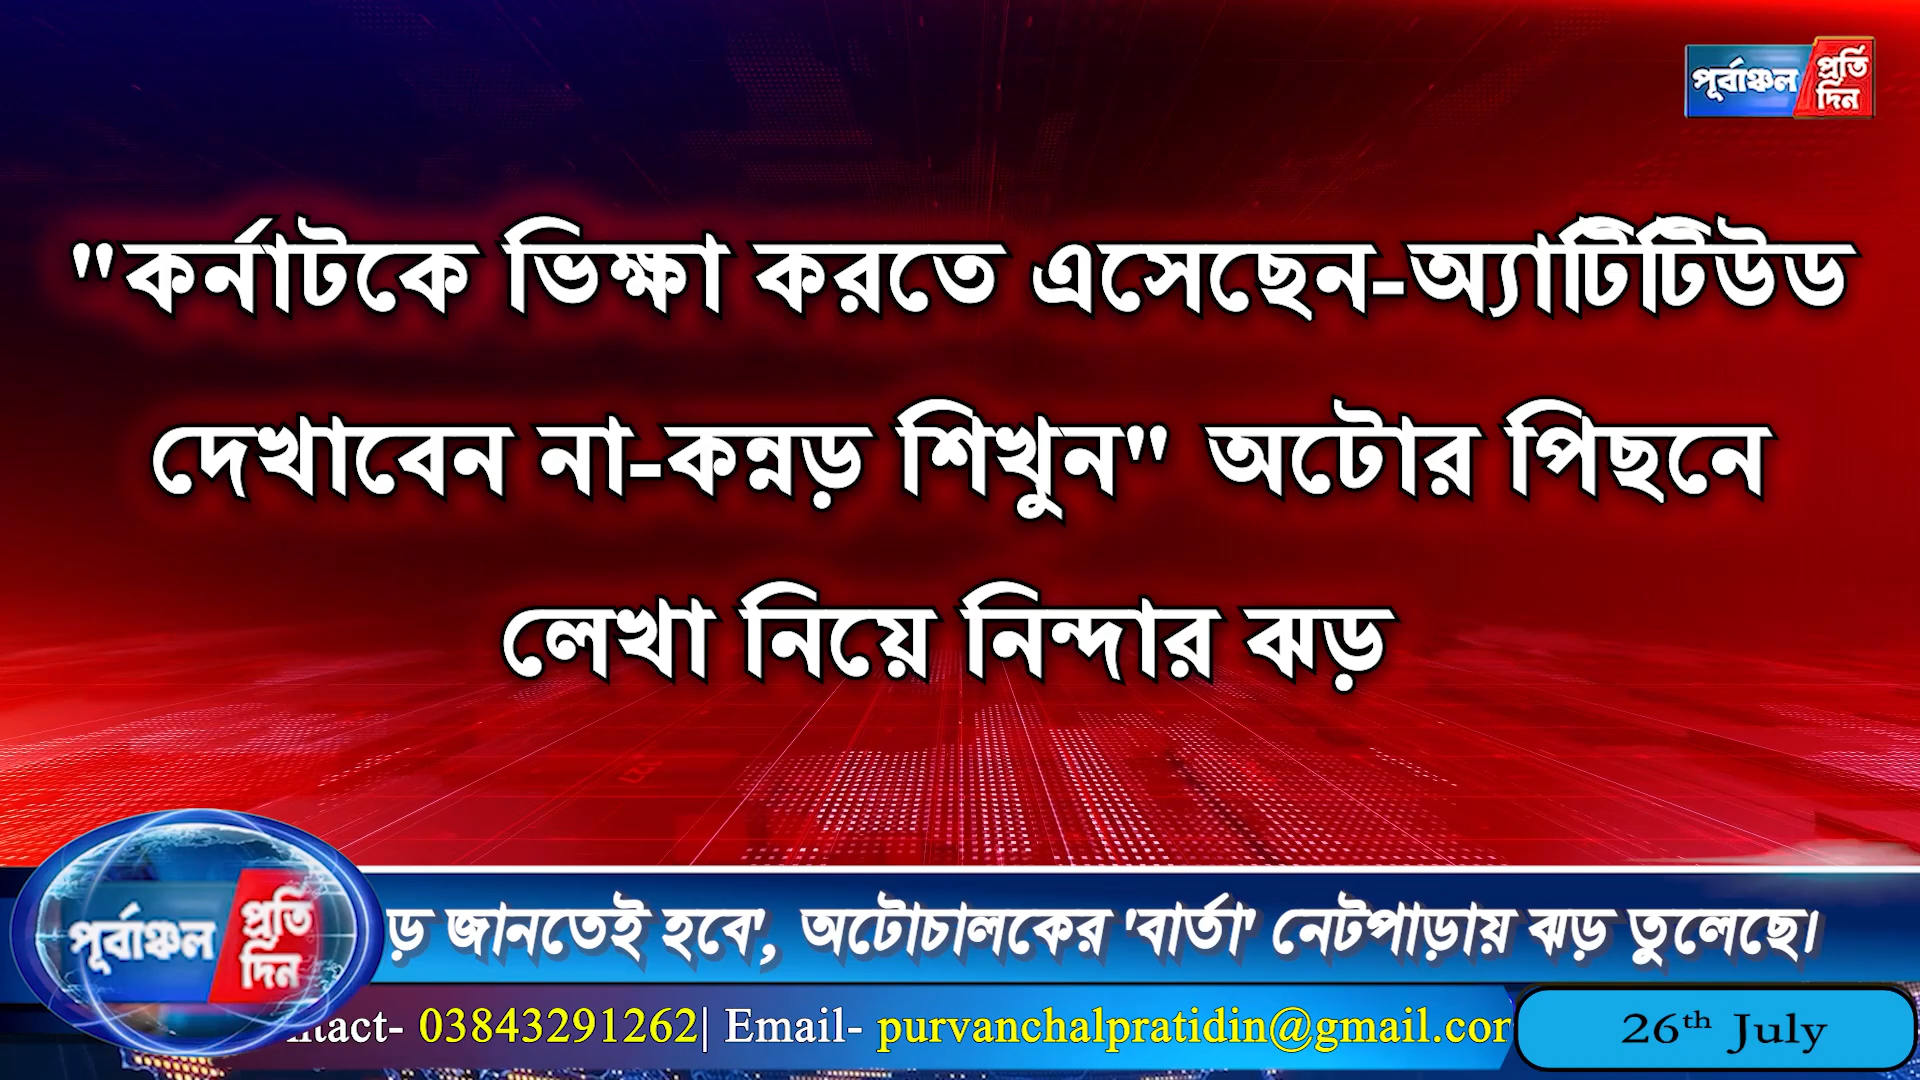 পূর্বাঞ্চল প্রতি দিন
"কর্নাটকে ভিক্ষা করতে এসেছেন-অ্যাটিটিউড
দেখাবেন না-কন্নড় শিখুন" অটোর পিছনে
লেখা নিয়ে নিন্দার ঝড়
পূর্বাঞ্চল প্রতি দিন
ড় জানতেই হবে', অটোচালকের 'বার্তা' নেটপাড়ায় ঝড় তুলেছে।
ntact- 03843291262| Email- purvanchalpratidin@gmail.cor
26th July